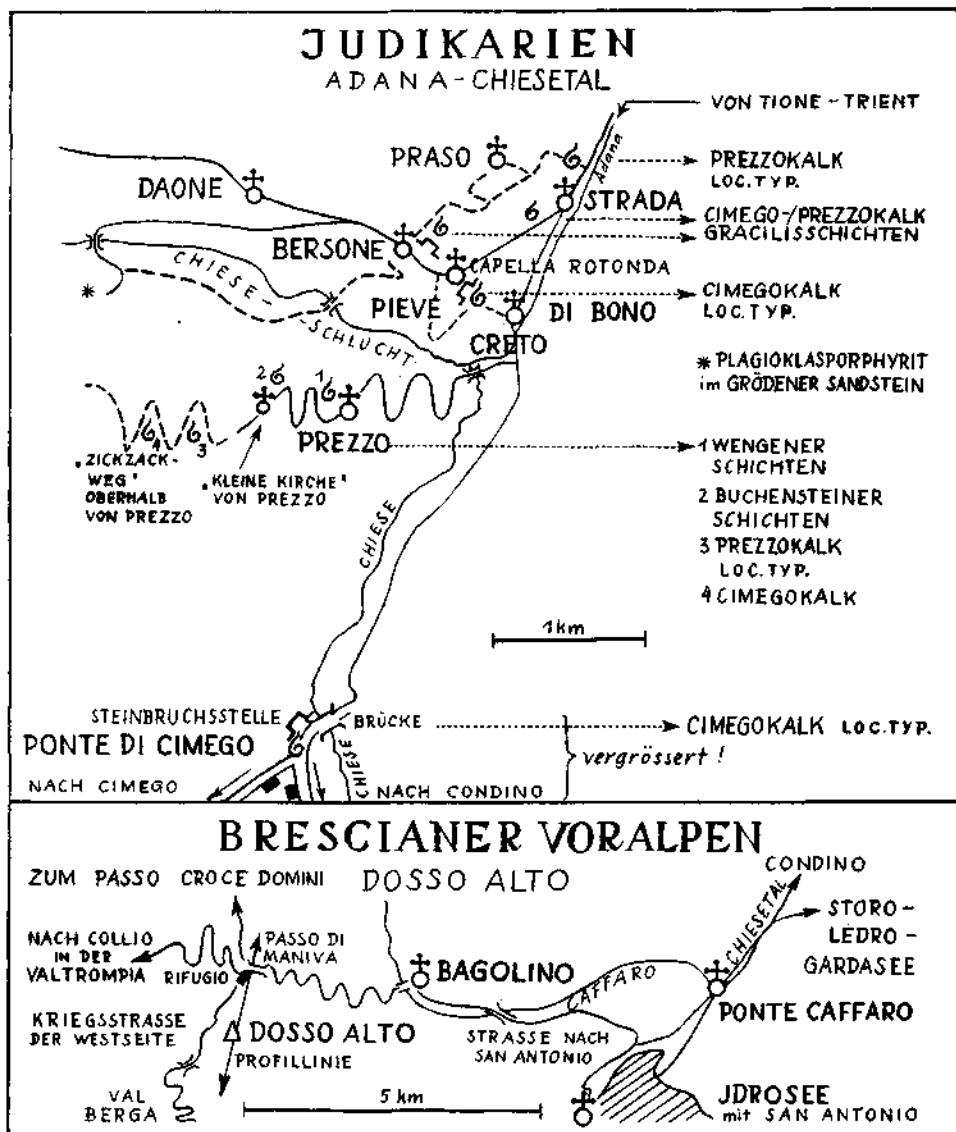 JUDIKARIEN
ADANA-CHIESETAL
VON TIONE-TRIENT
Adana
PRASO
PREZZOKALK
LOC.TYP.
DAONE
STRADA
CIMEGO-/PREZZOKALK
BERSONE
GRACILISSCHICHTEN
CAPELLA ROTONDA
CHIESE-
-SCHLUCHT
PIEVE
DI BONO
CIMEGOKALK
LOC.TYP.
*
CRETO
* PLAGIOKLASPORPHYRIT
im GRÖDENER SANDSTEIN
2
1
3
PREZZO
"ZICKZACK-
WEG"
OBERHALB
VON PREZZO
"KLEINE KIRCHE"
VON PREZZO
1 WENGENER
SCHICHTEN
2 BUCHENSTEINER
SCHICHTEN
3 PREZZOKALK
LOC.TYP.
4 CIMEGOKALK
CHIESE
1km
STEINBRUCHSSTELLE
BRÜCKE
CIMEGOKALK LOC.TYP.
PONTE DI CIMEGO
vergrössert!
NACH CIMEGO
CHIESE
NACH CONDINO
BRESCIANER VORALPEN
ZUM PASSO CROCE DOMINI
DOSSO ALTO
CONDINO
CHIESETAL
STORO-
LEDRO-
GARDASEE
NACH COLLIO
IN DER
VALTROMPIA
RIFUGIO
PASSO DI
MANIVA
BAGOLINO
CAFFARO
PONTE CAFFARO
KRIEGSSTRASSE
DER WESTSEITE
DOSSO ALTO
PROFILLINIE
STRASSE NACH
SAN ANTONIO
VAL
BERGA
5 km
JDROSEE
mit SAN ANTONIO